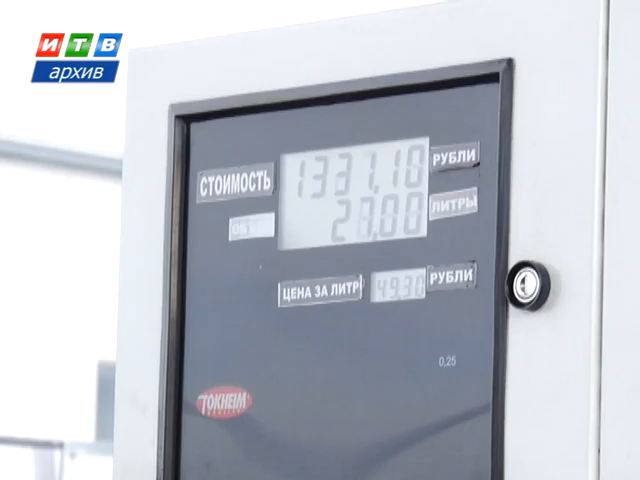 ИТВ
архив
СТОИМОСТЬ 1331,10 РУБЛИ
27,00 ЛИТРЫ
ЦЕНА ЗА ЛИТР 49.30 РУБЛИ
0,25
TOKHEIM